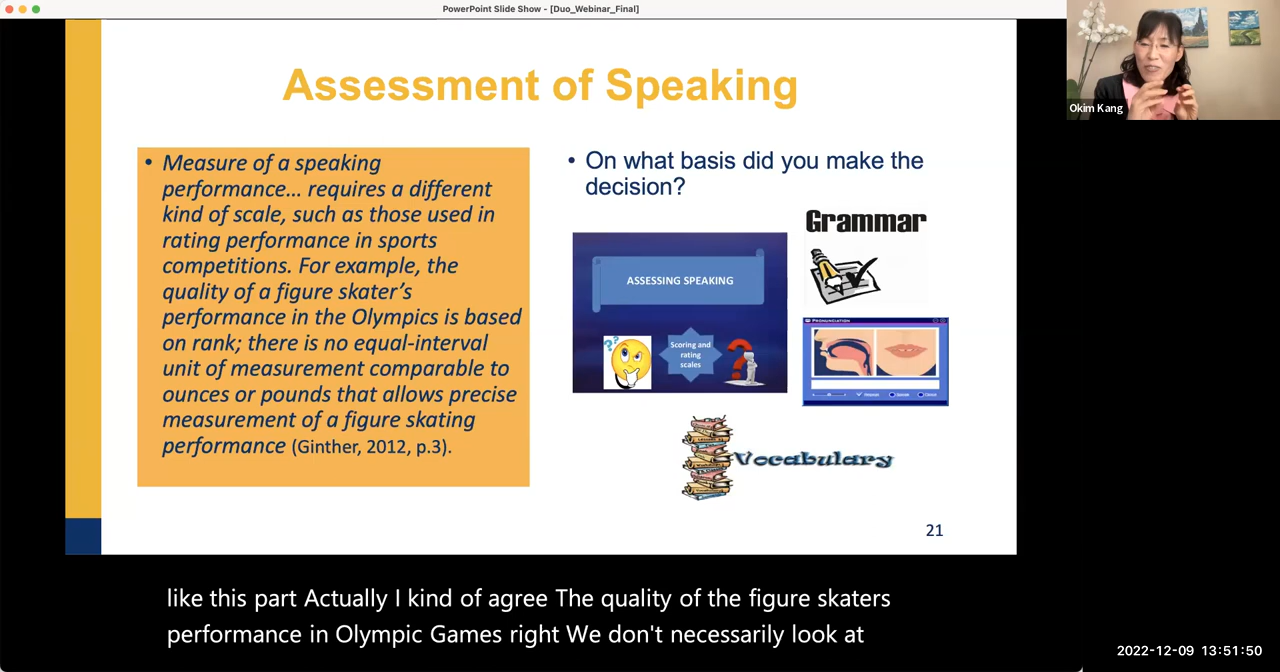 PowerPoint Slide Show - [Duo_Webinar_Final]
Okim Kang
Assessment of Speaking
• Measure of a speaking
performance... requires a different
kind of scale, such as those used in
rating performance in sports
competitions. For example, the
quality of a figure skater's
performance in the Olympics is based
on rank; there is no equal-interval
unit of measurement comparable to
ounces or pounds that allows precise
measurement of a figure skating
performance (Ginther, 2012, p.3).
• On what basis did you make the
decision?
ASSESSING SPEAKING
Scoring and
rating
scales
Grammar
PRONUNCIATION
Vocabulary
21
like this part Actually I kind of agree The quality of the figure skaters
performance in Olympic Games right We don't necessarily look at
2022-12-09 13:51:50